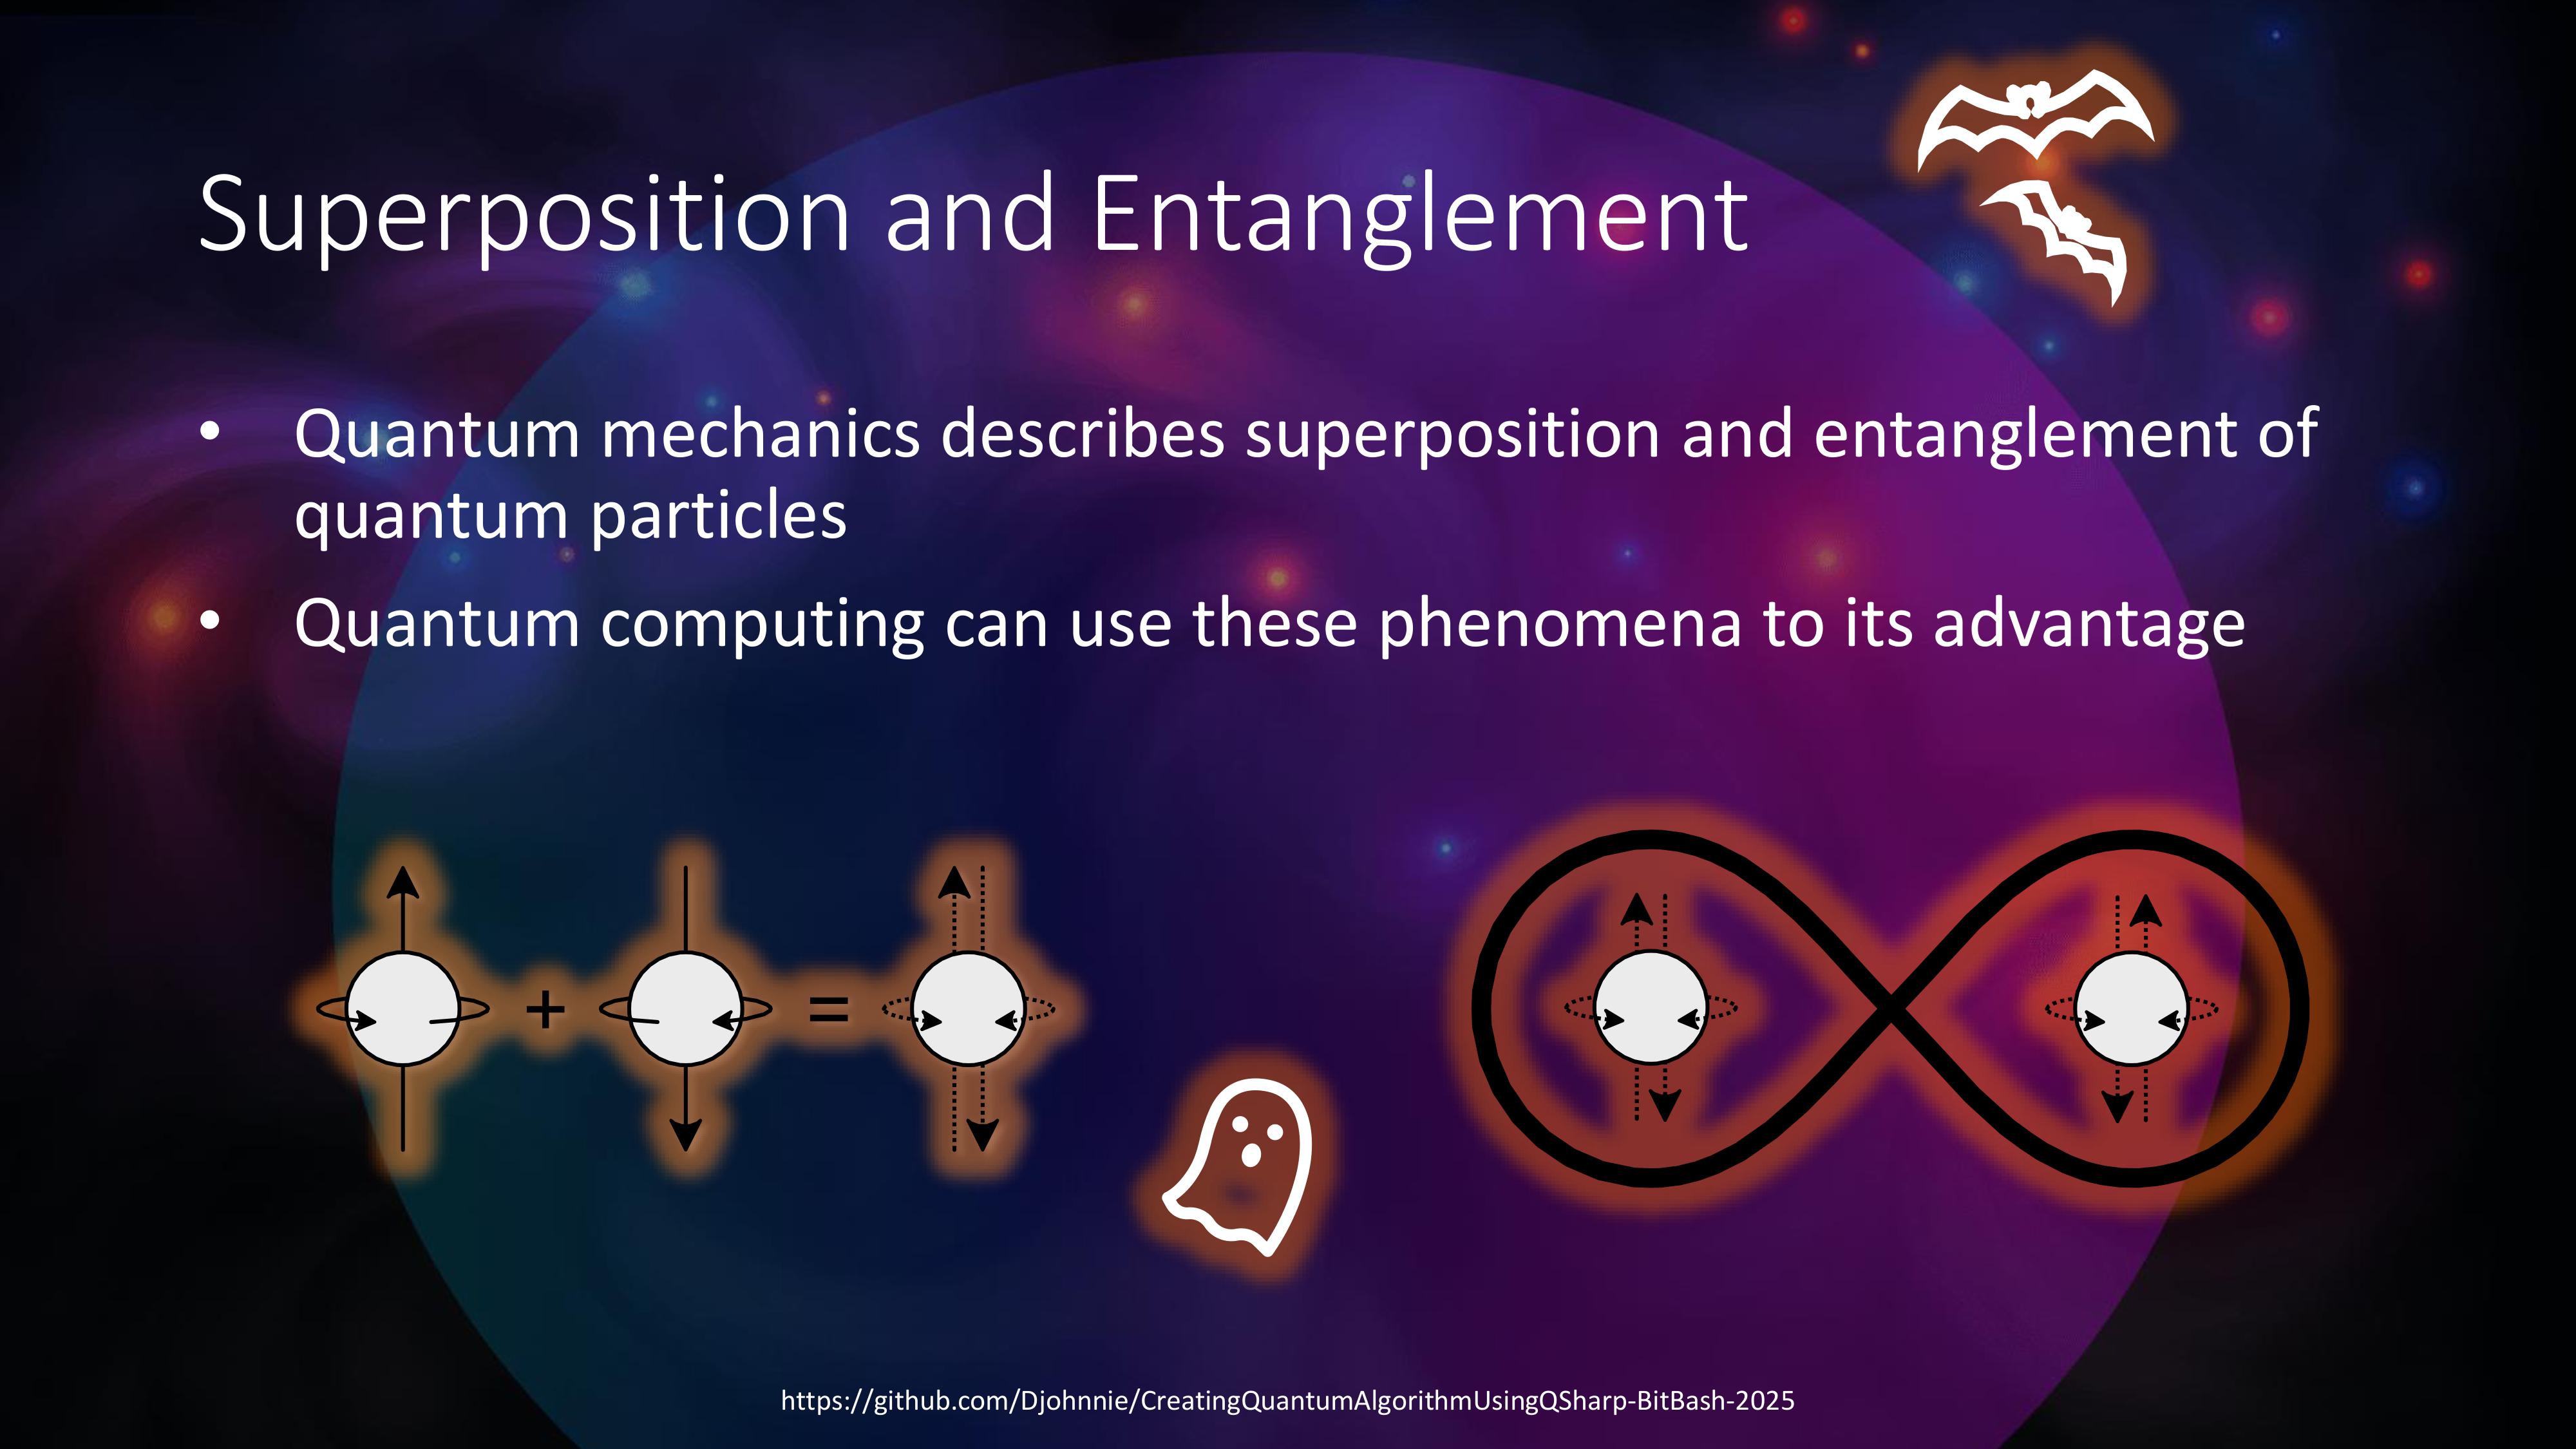 Superposition and Entanglement
• Quantum mechanics describes superposition and entanglement of
quantum particles
• Quantum computing can use these phenomena to its advantage
+ =
https://github.com/Djohnnie/CreatingQuantumAlgorithmUsingQSharp-BitBash-2025